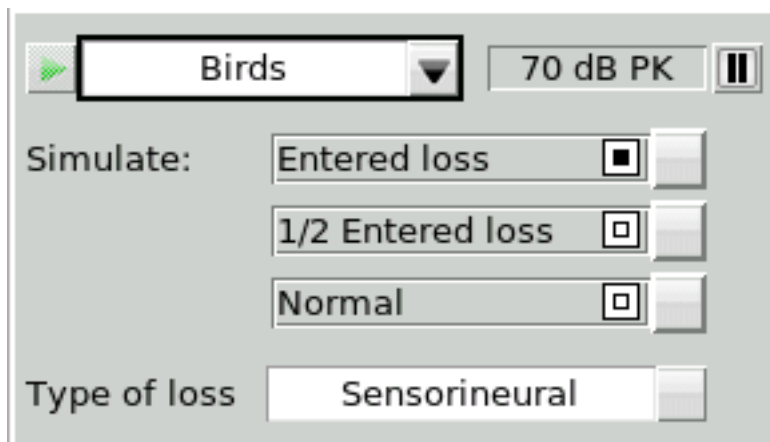 Birds 70 dB PK
Simulate: Entered loss
1/2 Entered loss
Normal
Type of loss Sensorineural